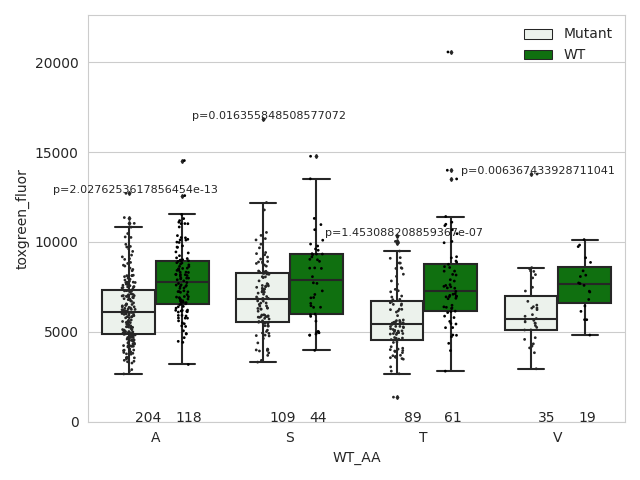 Mutant
WT
20000
p=0.016355848508577072
15000
p=0.006367433928711041
p=2.0276253617856454e-13
p=1.453088208859367e-07
10000
5000
0
toxgreen_fluor
204 118 109 44 89 61 35 19
A S T V
WT_AA